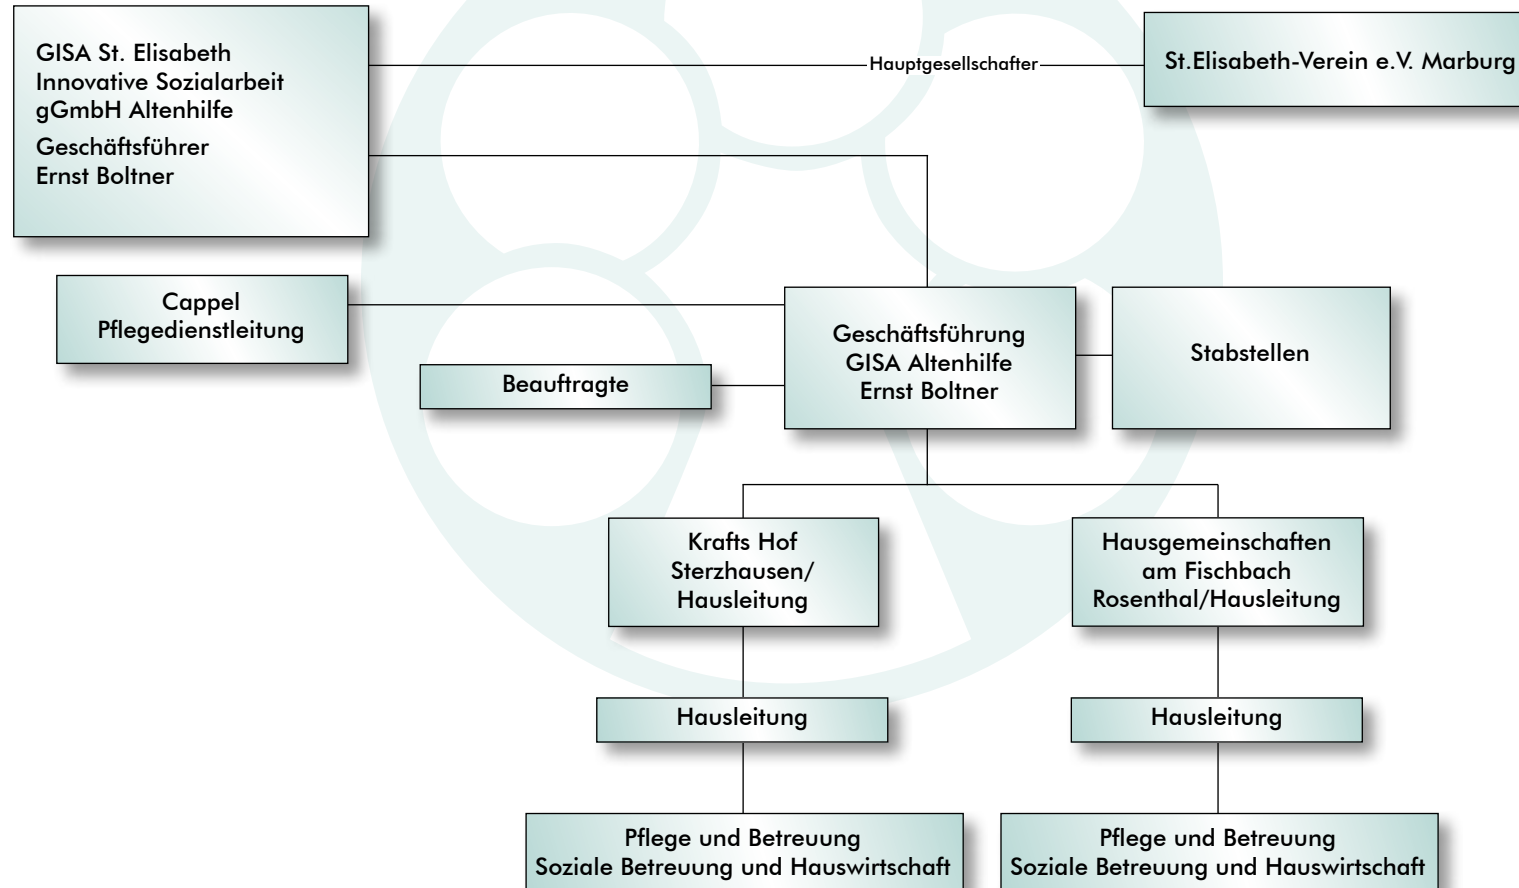 GISA St. Elisabeth
Innovative Sozialarbeit
gGmbH Altenhilfe
Geschäftsführer
Ernst Boltner
Hauptgesellschafter
St.Elisabeth-Verein e.V. Marburg
Cappel
Pflegedienstleitung
Beauftragte
Geschäftsführung
GISA Altenhilfe
Ernst Boltner
Stabstellen
Krafts Hof
Sterzhausen/
Hausleitung
Hausgemeinschaften
am Fischbach
Rosenthal/Hausleitung
Hausleitung
Hausleitung
Pflege und Betreuung
Soziale Betreuung und Hauswirtschaft
Pflege und Betreuung
Soziale Betreuung und Hauswirtschaft